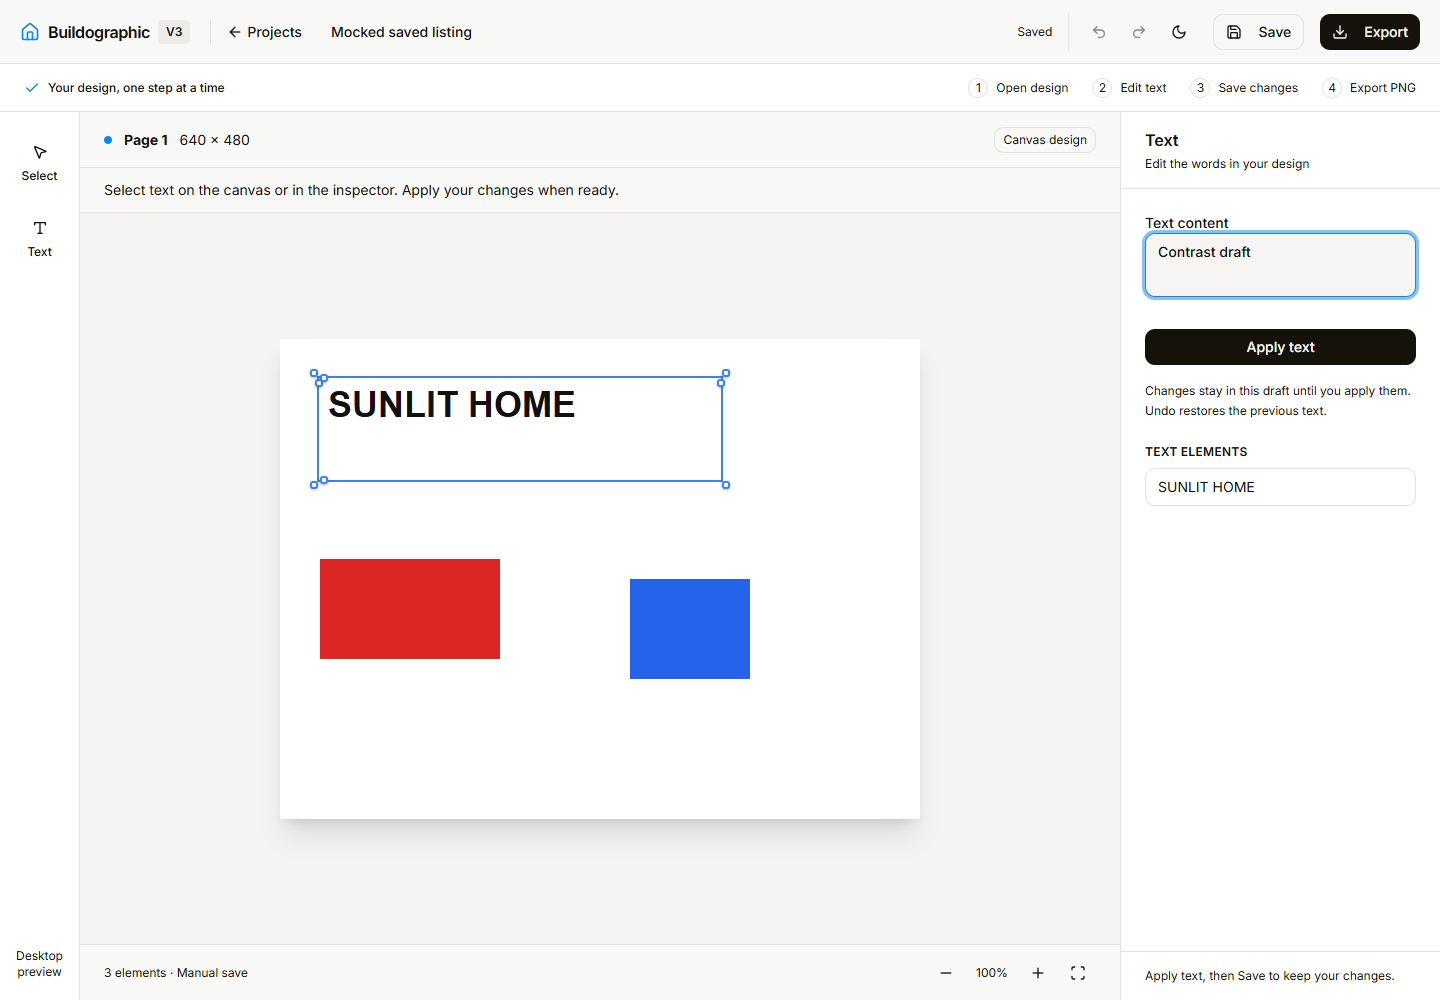 Buildographic V3 Projects Mocked saved listing Saved Save Export
Your design, one step at a time 1 Open design 2 Edit text 3 Save changes 4 Export PNG
Select
Text
Page 1 640 × 480 Canvas design
Select text on the canvas or in the inspector. Apply your changes when ready.
SUNLIT HOME
Text
Edit the words in your design
Text content
Contrast draft
Apply text
Changes stay in this draft until you apply them.
Undo restores the previous text.
TEXT ELEMENTS
SUNLIT HOME
Desktop
preview
3 elements · Manual save 100%
Apply text, then Save to keep your changes.